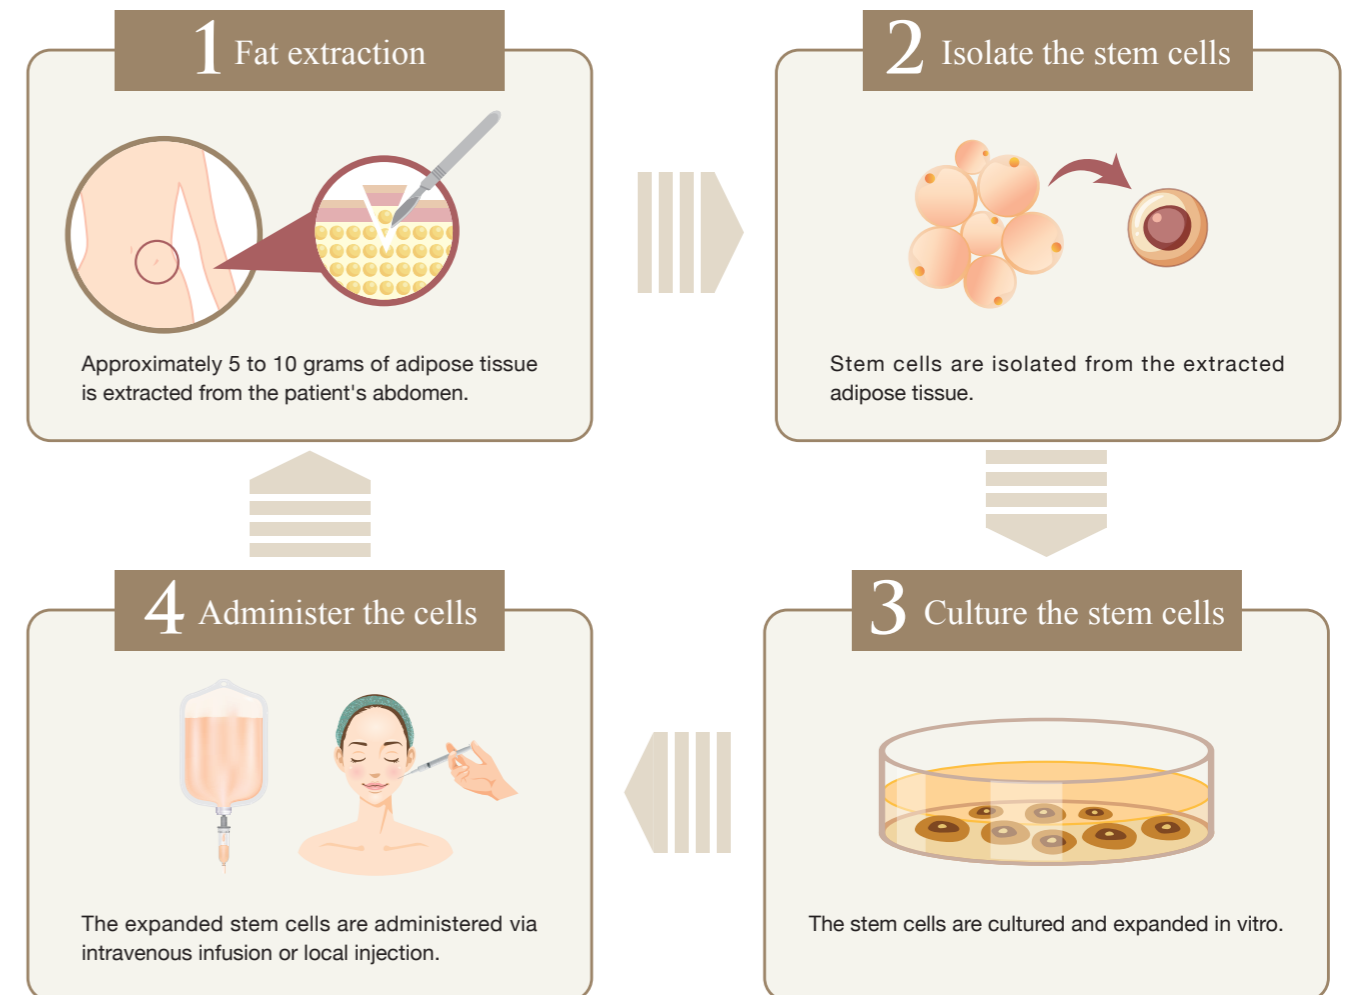 1 Fat extraction
Approximately 5 to 10 grams of adipose tissue
is extracted from the patient's abdomen.
2 Isolate the stem cells
Stem cells are isolated from the extracted
adipose tissue.
3 Culture the stem cells
The stem cells are cultured and expanded in vitro.
4 Administer the cells
The expanded stem cells are administered via
intravenous infusion or local injection.